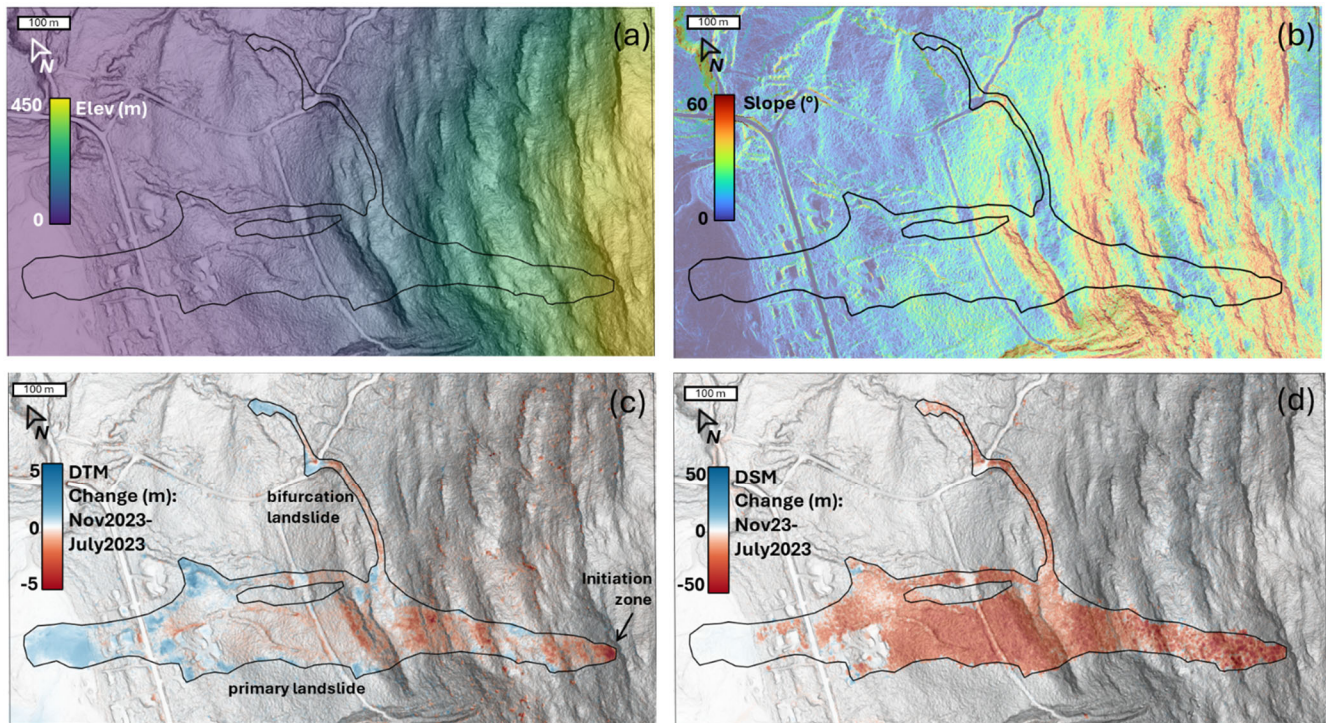 100 m
(a)
N
450
Elev (m)
0
100 m
(b)
N
60
Slope (°)
0
100 m
(c)
N
5
DTM
Change (m):
0
Nov2023-
July2023
-5
bifurcation
landslide
Initiation
zone
primary landslide
100 m
(d)
N
50
DSM
Change (m):
0
Nov23-
July2023
-50